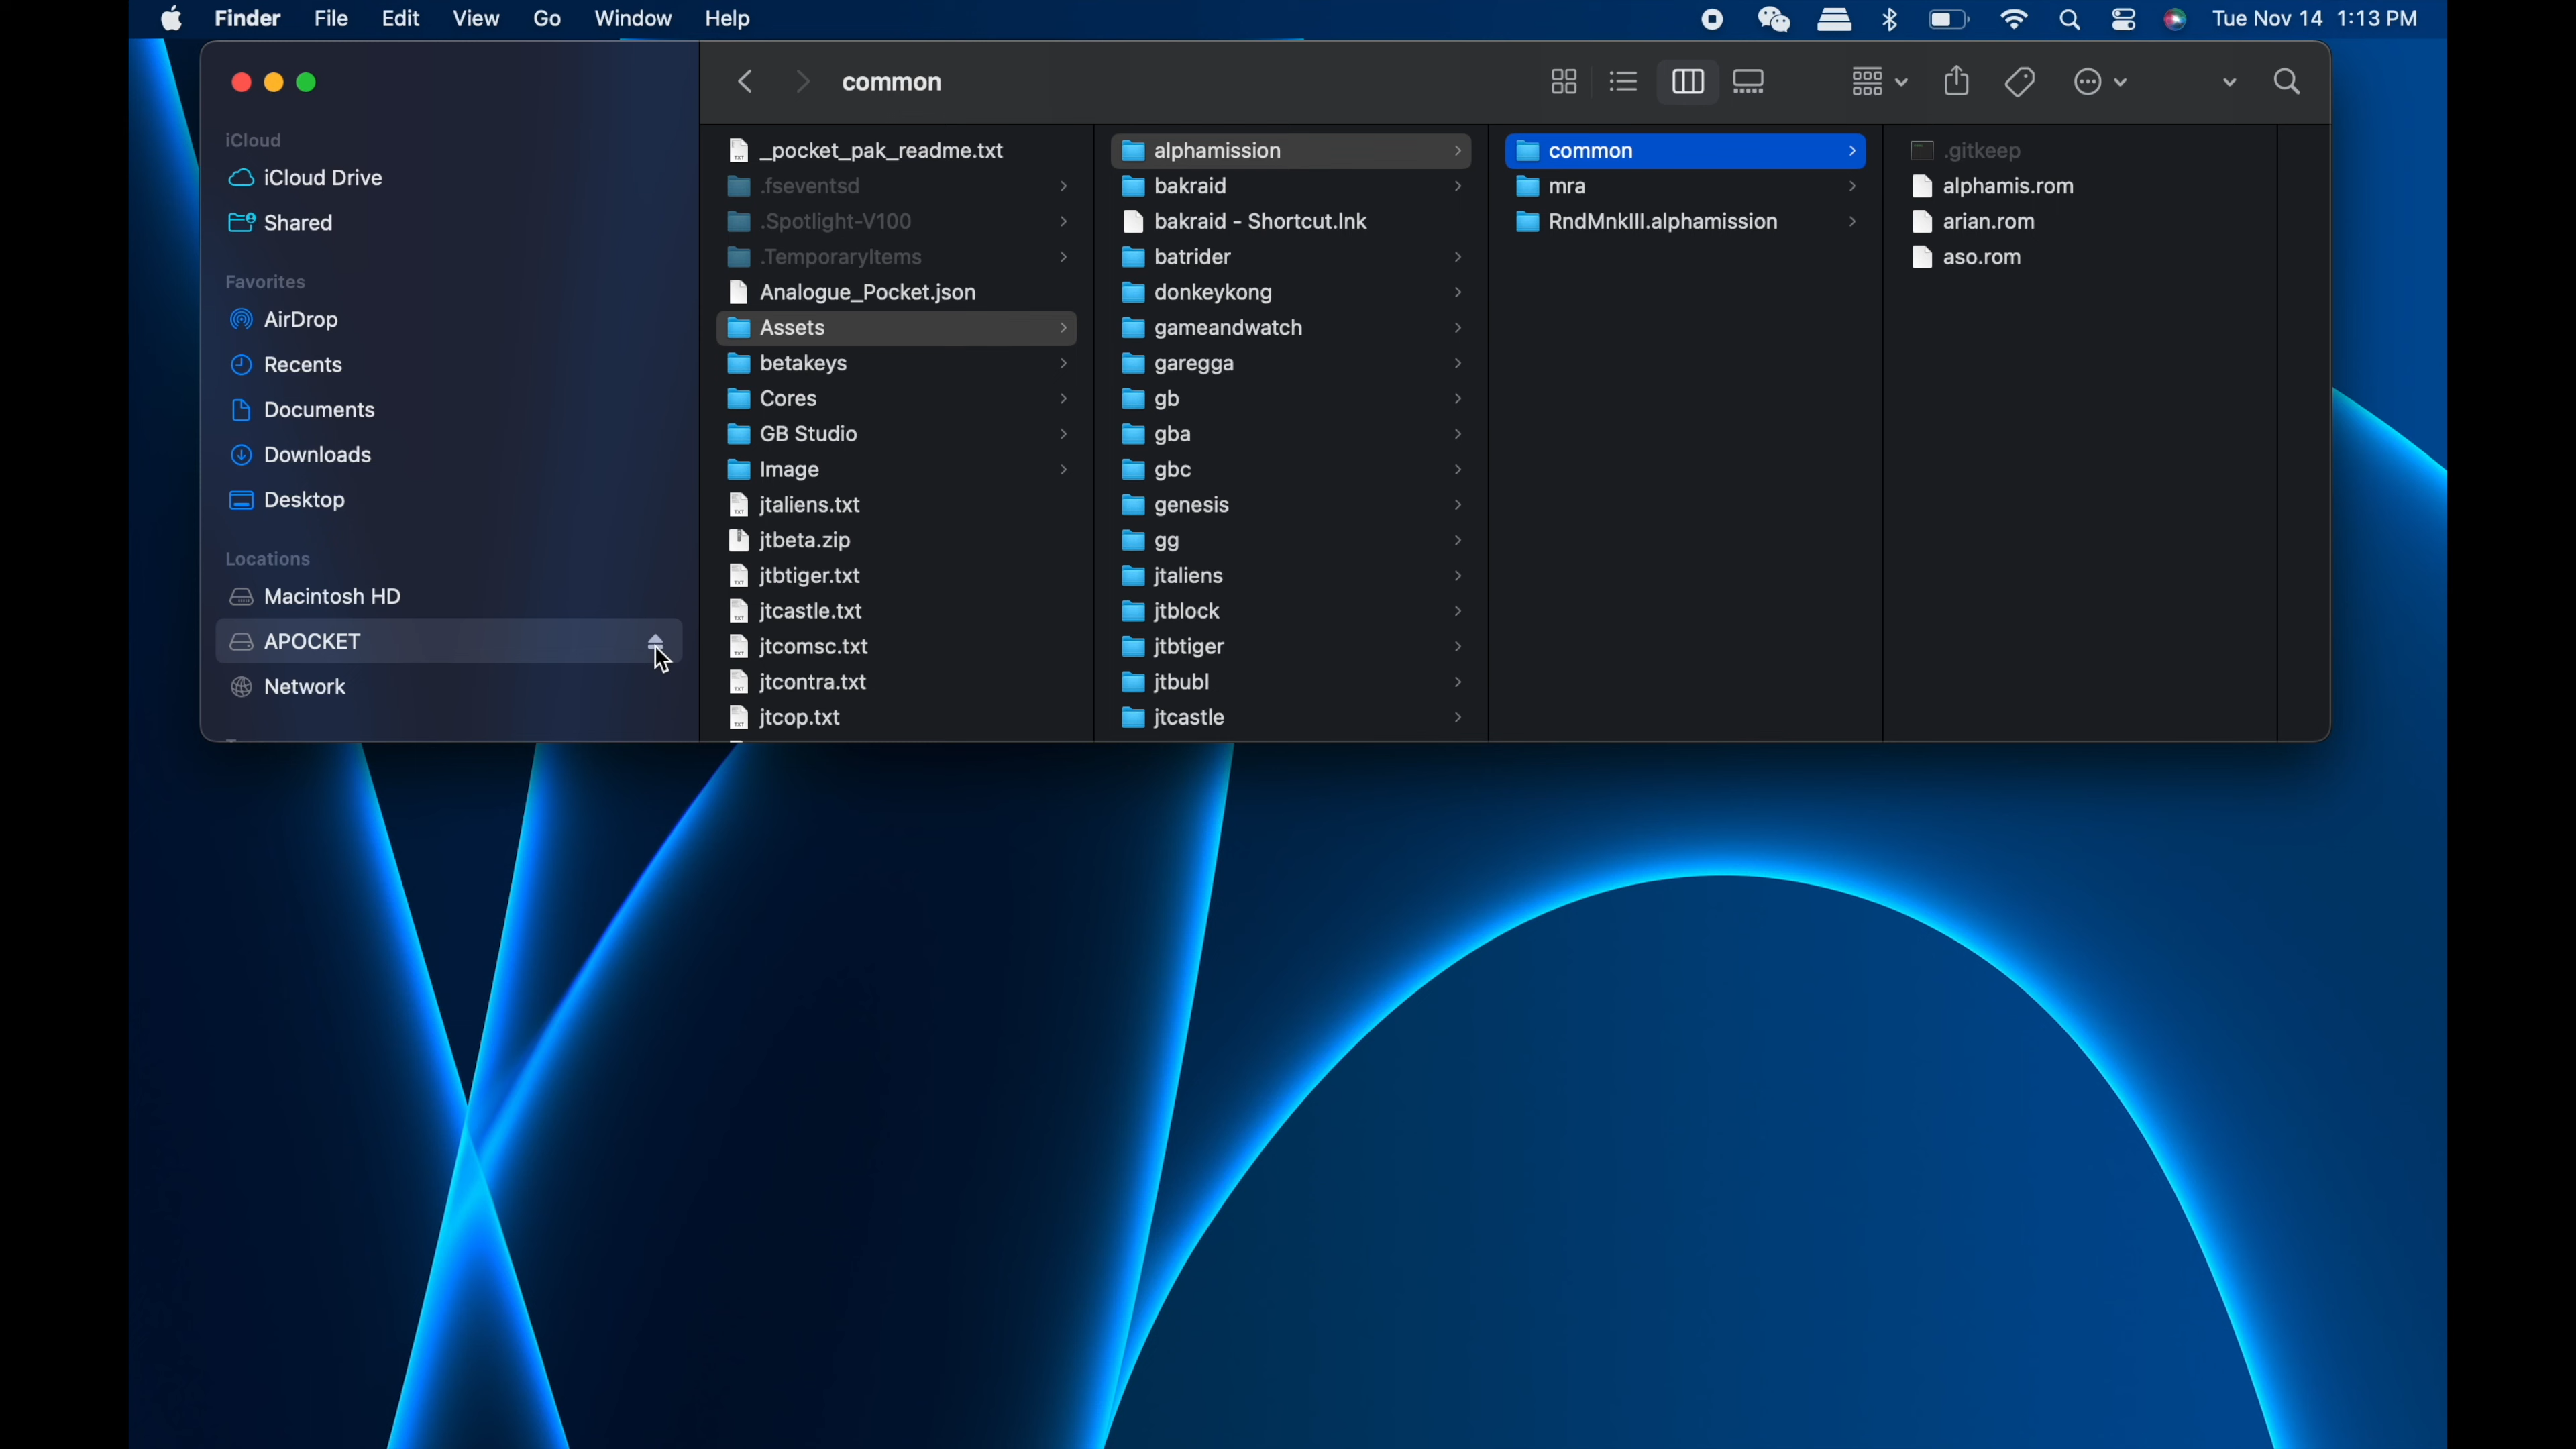 Finder File Edit View Go Window Help Tue Nov 14 1:13 PM
common
iCloud
iCloud Drive
Shared
Favorites
AirDrop
Recents
Documents
Downloads
Desktop
Locations
Macintosh HD
APOCKET
Network
_pocket_pak_readme.txt
.fseventsd
.Spotlight-V100
.TemporaryItems
Analogue_Pocket.json
Assets
betakeys
Cores
GB Studio
Image
jtaliens.txt
jtbeta.zip
jtbtiger.txt
jtcastle.txt
jtcomsc.txt
jtcontra.txt
jtcop.txt
alphamission
bakraid
bakraid - Shortcut.lnk
batrider
donkeykong
gameandwatch
garegga
gb
gba
gbc
genesis
gg
jtaliens
jtblock
jtbtiger
jtbubl
jtcastle
common
mra
RndMnkIII.alphamission
.gitkeep
alphamis.rom
arian.rom
aso.rom